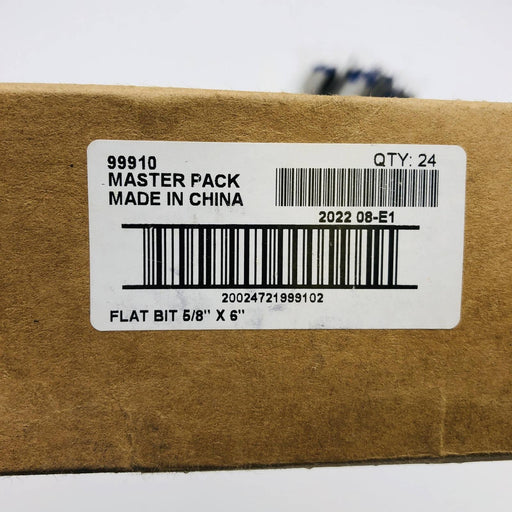 99910
QTY: 24
MASTER PACK
MADE IN CHINA
2022 08-E1
20024721999102
FLAT BIT 5/8" X 6"